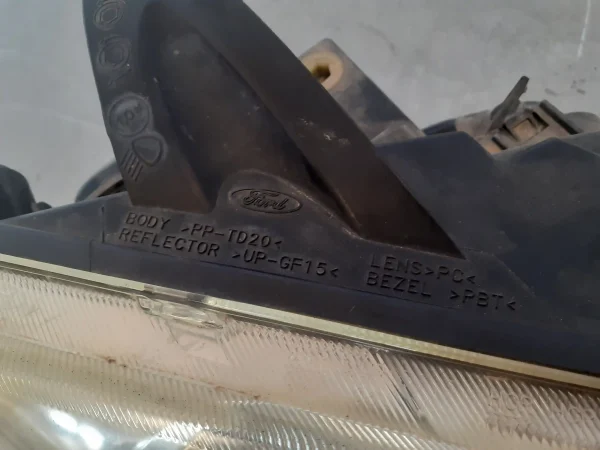 Ford
BODY >PP-TD20<
REFLECTOR >UP-GF15<
LENS>PC<
BEZEL >PBT<